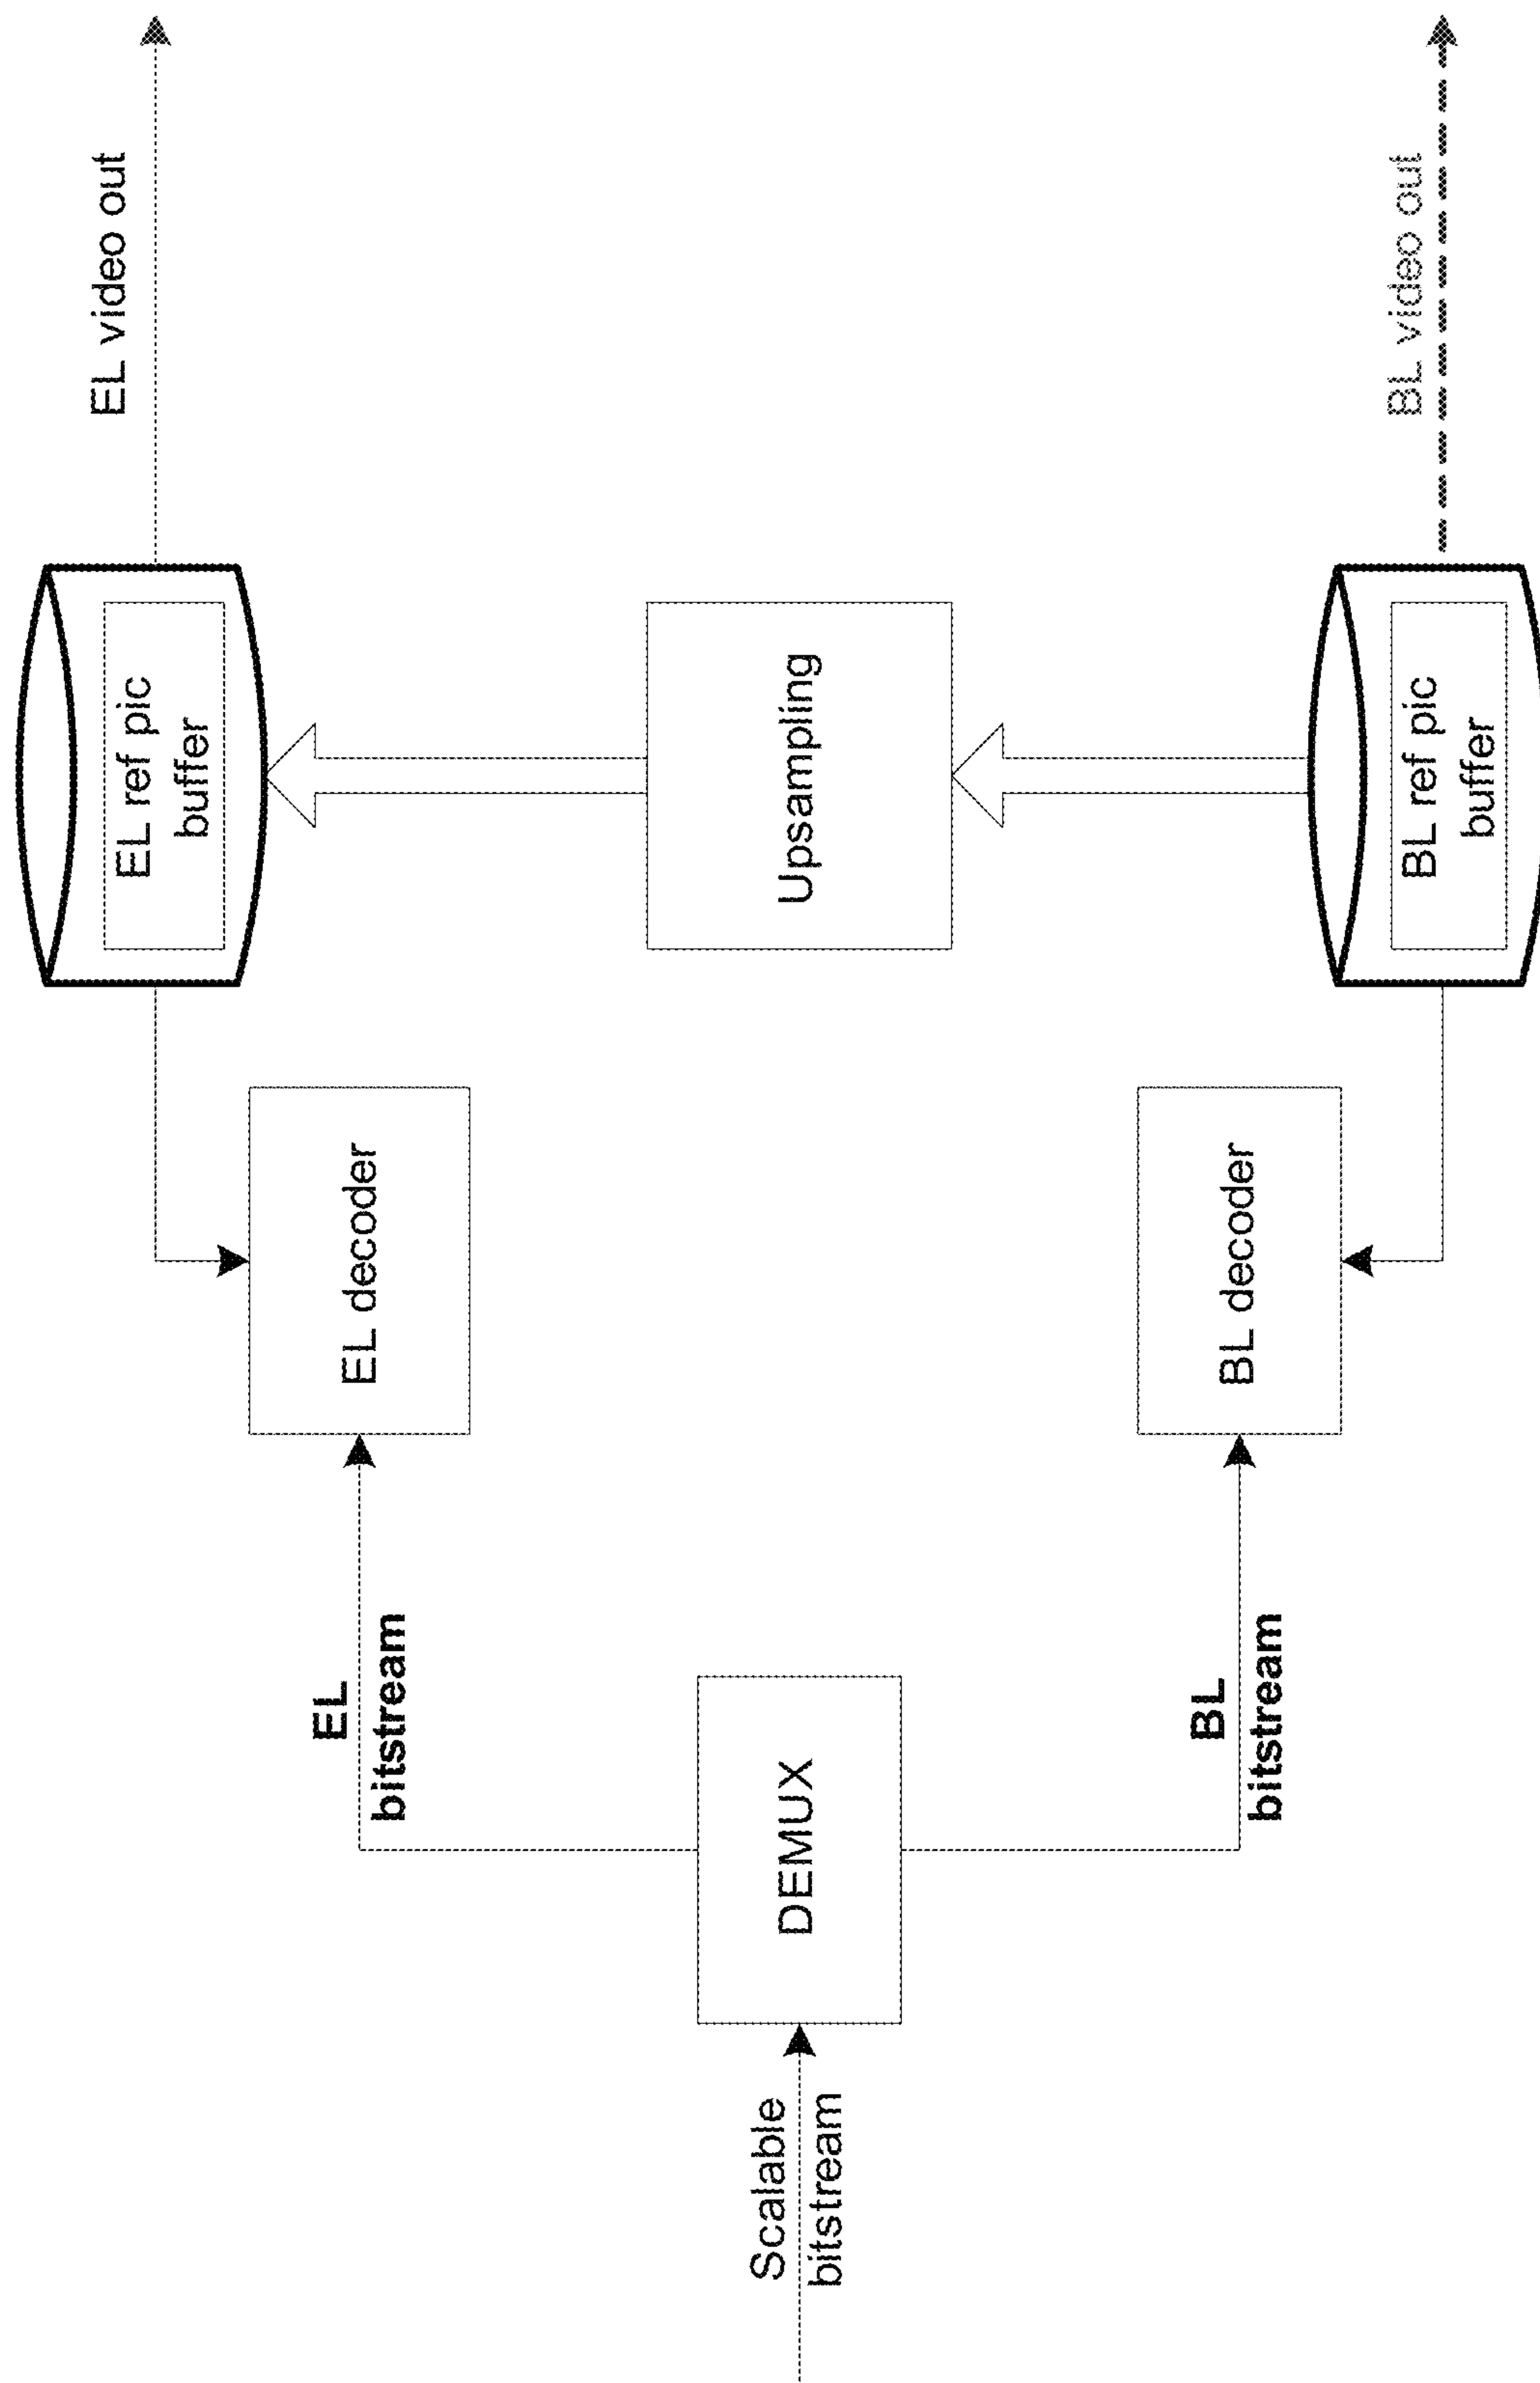 Scalable
bitstream
DEMUX
EL
bitstream
BL
bitstream
EL decoder
BL decoder
EL ref pic
buffer
Upsampling
BL ref pic
buffer
EL video out
BL video out